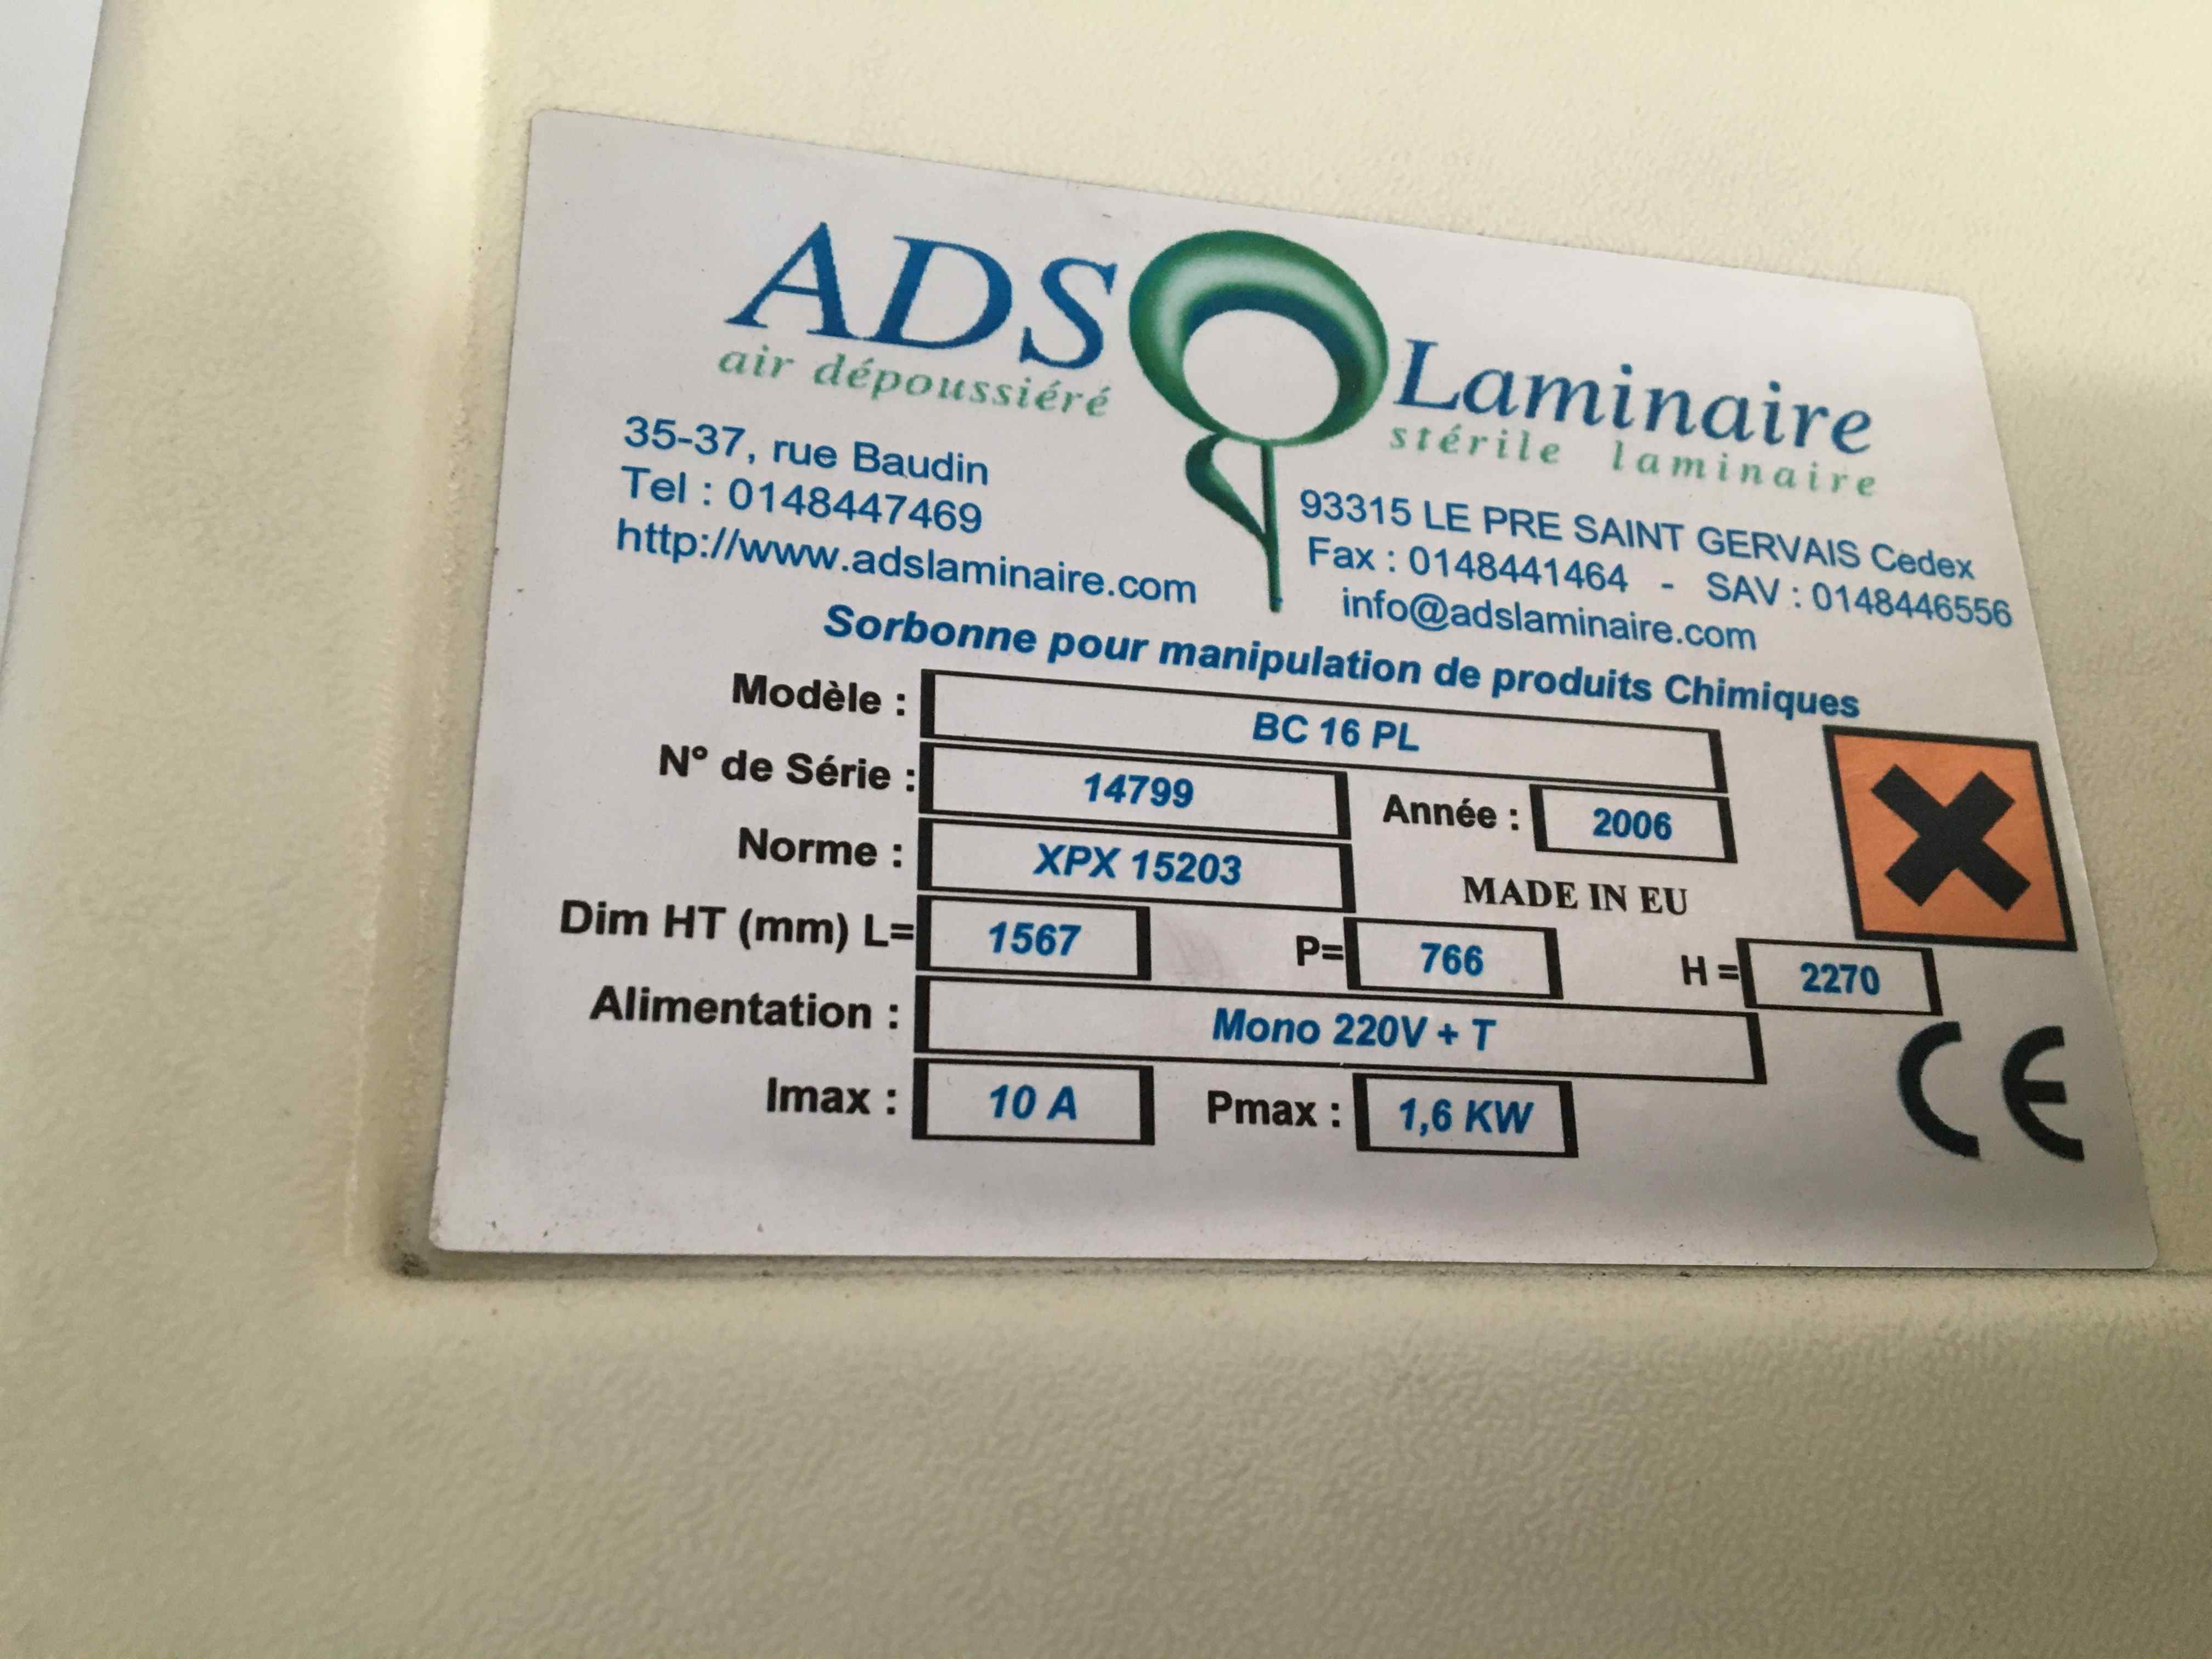 ADS Laminaire
air dépoussiéré stérile laminaire
35-37, rue Baudin 93315 LE PRE SAINT GERVAIS Cedex
Tel : 0148447469 Fax : 0148441464 - SAV : 0148446556
http://www.adslaminaire.com info@adslaminaire.com
Sorbonne pour manipulation de produits Chimiques
Modèle : BC 16 PL
N° de Série : 14799 Année : 2006
Norme : XPX 15203 MADE IN EU
Dim HT (mm) L= 1567 P= 766 H = 2270
Alimentation : Mono 220V + T
Imax : 10 A Pmax : 1,6 KW CE